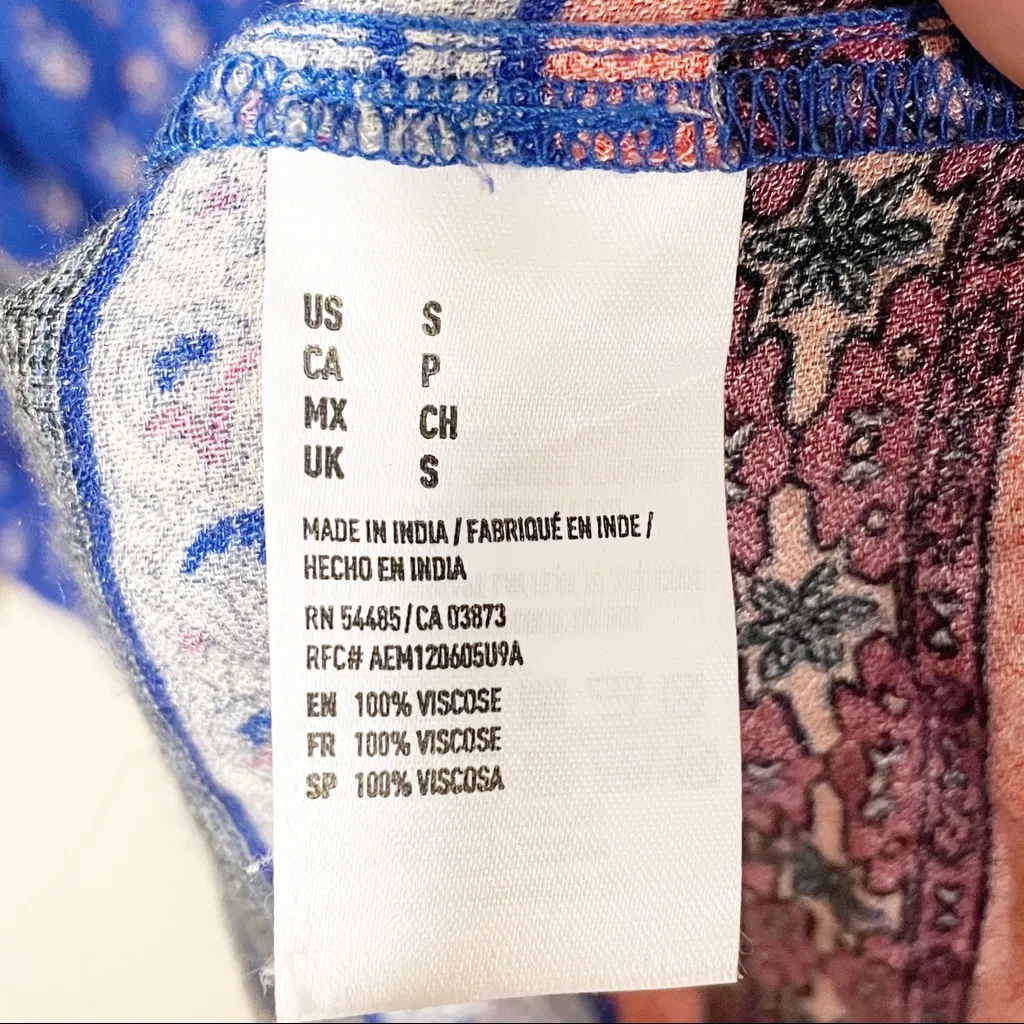 US S
CA P
MX CH
UK S
MADE IN INDIA / FABRIQUÉ EN INDE /
HECHO EN INDIA
RN 54485 / CA 03873
RFC# AEM120605U9A
EN 100% VISCOSE
FR 100% VISCOSE
SP 100% VISCOSA